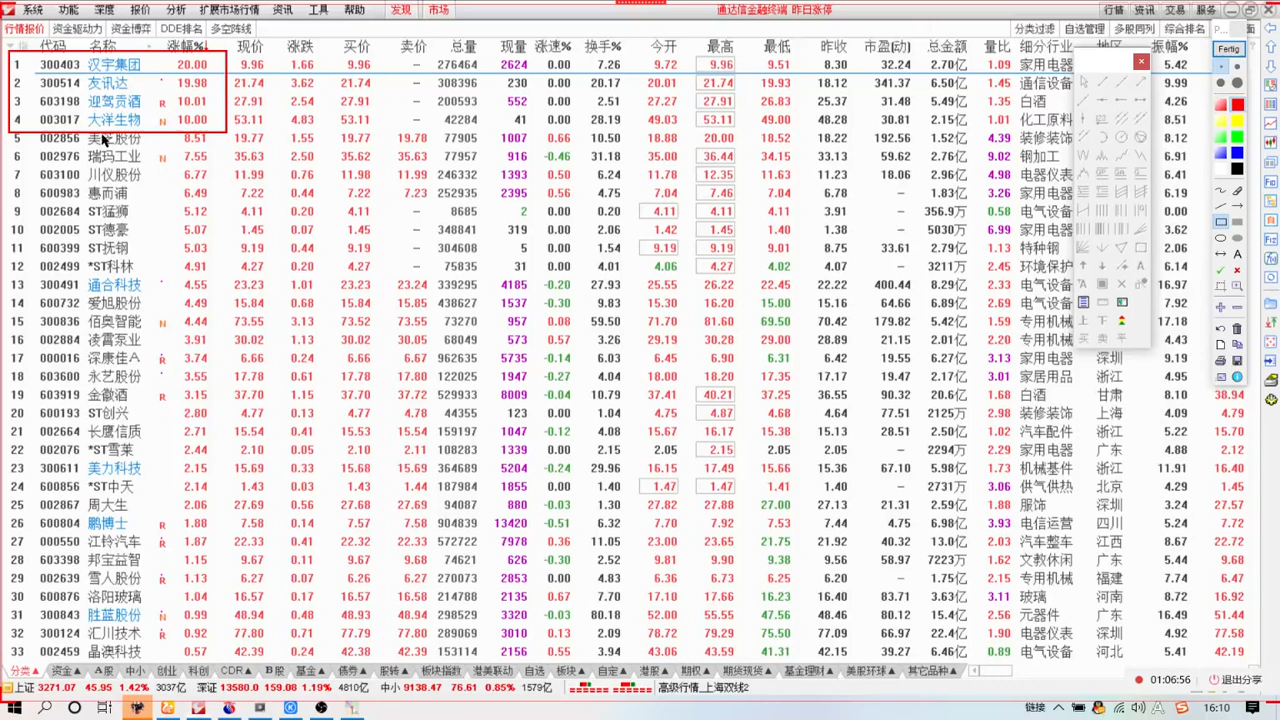 系统 功能 深度 报价 分析 扩展市场行情 资讯 工具 帮助 发现 市场 通达信金融终端 昨日涨停 行情 资讯 交易 服务
行情报价 资金驱动力 资金博弈 DDE排名 多空阵线 分类过滤 自选管理 多股同列 综合排名
代码 名称 涨幅% 现价 涨跌 买价 卖价 总量 现量 涨速% 换手% 今开 最高 最低 昨收 市盈(动) 总金额 量比 细分行业 地区 振幅%
1 300403 汉宇集团 20.00 9.96 1.66 9.96 – 276464 2624 0.00 7.26 9.72 9.96 9.51 8.30 32.24 2.70亿 1.09 家用电器 5.42
2 300514 友讯达 19.98 21.74 3.62 21.74 – 308396 230 0.00 20.17 20.01 21.74 19.93 18.12 69.41 6.50亿 1.45 通信设备 9.99
3 603198 迎驾贡酒 R 10.01 27.91 2.54 27.91 – 200593 552 0.00 2.51 27.27 27.91 26.83 25.37 31.48 5.49亿 1.35 白酒 4.26
4 003017 大洋生物 N 10.00 53.11 4.83 53.11 – 42284 41 0.00 28.19 49.03 53.11 49.19 48.28 30.81 2.15亿 1.01 化工原料 8.12
5 002856 8.51 19.77 1.55 19.77 19.78 77905 1007 0.66 10.50 18.88 20.00 18.52 18.22 – 1.51亿 4.39 装修装饰 8.12
6 002976 瑞玛工业 N 7.55 35.63 2.50 35.63 35.63 77957 916 -0.46 31.18 35.00 36.44 34.15 33.13 59.62 2.76亿 9.02 钢加工 6.91
7 603100 川仪股份 6.77 11.99 0.76 11.98 11.99 246332 1393 0.50 6.24 11.78 12.35 11.65 11.23 18.06 2.96亿 4.98 电器仪表 6.23
8 600983 惠而浦 6.49 7.22 0.44 7.22 7.23 252928 2395 0.56 4.75 7.04 7.46 7.04 6.78 – 1.83亿 3.26 家用电器 6.19
9 002684 ST猛狮 5.12 4.11 0.20 4.11 – 8685 2 0.00 0.20 4.11 4.11 4.11 3.91 – 356.9万 0.58 电气设备 0.00
10 002005 ST德豪 5.07 1.45 0.07 1.45 – 348841 319 0.00 2.50 1.42 1.45 1.40 1.38 – 5030万 6.99 家用电器 3.62
11 600399 ST抚钢 5.03 9.19 0.44 9.19 – 304608 5 0.00 1.54 9.19 9.19 9.01 8.75 33.61 2.79亿 1.13 特种钢 2.06
12 002499 *ST科林 4.91 4.27 0.20 4.27 – 75835 31 0.00 4.01 4.06 4.27 4.02 4.07 – 3211万 2.45 环境保护 6.14
13 300491 通合科技 4.55 23.23 1.01 23.23 23.24 339128 4185 -0.20 27.93 25.55 26.22 22.45 22.22 400.44 8.29亿 2.33 电气设备 16.97
14 600732 爱旭股份 4.49 15.84 0.68 15.84 15.85 142638 1537 -0.30 4.77 15.30 16.20 15.00 15.16 64.66 2.69亿 电气设备 7.92
15 300836 佰奥智能 N 4.44 73.55 3.13 73.52 73.55 73270 957 0.08 59.50 71.70 81.60 69.50 70.42 179.82 5.42亿 1.59 专用机械 17.18
16 002896 凌霄泵业 3.91 30.02 1.13 30.01 30.02 73018 568 0.57 3.36 29.19 30.28 28.80 28.89 21.15 2.01亿 专用机械
17 000016 深康佳A R 3.74 6.66 0.24 6.66 6.67 962635 5735 -0.14 6.03 6.45 6.90 6.31 6.42 19.55 6.27亿 3.13 家用电器 深圳 9.19
18 603600 永艺股份 3.55 17.78 0.61 17.78 17.80 122025 1947 -0.27 4.04 17.18 18.20 17.35 17.17 19.47 1.38亿 3.01 家居用品 浙江 4.95
19 603919 金徽酒 R 3.15 37.70 1.15 37.70 37.71 529933 8009 -0.04 10.79 37.41 40.21 37.25 36.55 90.32 1.68 白酒 甘肃 8.10 38.94
20 600193 ST创兴 2.80 4.77 0.13 4.77 4.78 44355 123 0.00 1.04 4.75 4.87 4.65 4.64 77.51 2125万 2.98 装修装饰 上海 4.79
21 002664 长鹰信质 2.71 15.54 0.41 15.53 15.54 159148 1047 -0.12 4.08 15.66 16.17 15.38 15.13 28.51 2.50亿 2.43 汽车配件 浙江 5.22 15.70
22 002076 *ST雪莱 2.44 2.10 0.05 2.10 2.11 108283 1339 0.00 1.69 2.05 2.15 2.05 2.05 – 2294万 2.29 家用电器 广东 4.88 2.12
23 300611 美力科技 2.15 15.69 0.33 15.68 15.69 364689 5204 -0.24 29.96 16.15 17.49 15.66 15.36 67.10 5.98亿 2.73 机械基件 浙江 11.91 16.40
24 600856 *ST中天 2.14 1.43 0.03 1.43 1.44 187984 1855 0.00 1.40 1.47 1.47 1.41 1.40 – 2731万 3.06 供气供热 北京 4.29 1.45
25 002867 周大生 2.06 27.69 0.56 27.68 27.69 94087 430 -0.03 1.30 27.82 27.88 27.00 27.13 21.31 2.59亿 服饰 深圳 3.24 27.57
26 600804 鹏博士 R 1.88 7.58 0.14 7.57 7.58 904839 13420 -0.51 6.32 7.70 7.92 7.53 7.44 4.75 6.98亿 3.93 电信运营 四川 5.24 7.72
27 000550 江铃汽车 R 1.87 22.33 0.41 22.32 22.33 572722 7978 0.36 11.05 23.00 23.65 21.75 21.92 40.32 2.03 汽车整车 江西
28 603398 邦宝益智 1.15 9.67 0.11 9.67 9.68 74621 626 -0.30 2.52 9.81 9.90 9.38 9.56 58.97 7223万 文教休闲 广东 9.68
29 002639 雪人股份 R 1.13 6.27 0.07 6.27 6.28 270073 2853 0.00 4.83 6.36 6.73 6.25 6.20 – 1.75亿 2.15 专用机械 福建 7.74 6.47
30 600876 洛阳玻璃 1.04 16.57 0.17 16.57 16.58 214788 2135 0.67 7.70 17.10 17.66 16.23 16.40 83.71 3.63亿 3.11 玻璃 河南 8.72 16.92
31 300843 胜蓝股份 N 0.99 48.94 0.48 48.93 48.94 298529 3320 -0.03 80.18 52.00 55.55 47.56 48.46 80.12 15.4亿 2.56 元器件 广东 16.49 51.44
32 300124 汇川技术 R 0.92 77.80 0.71 77.80 77.81 289069 3010 0.13 2.09 78.72 79.29 75.50 77.09 66.97 22.4亿 1.90 电器仪表 深圳 4.92 77.58
33 晶澳科技 0.57 42.39 0.24 42.38 42.39 153114 2456 0.33 3.94 43.06 43.50 41.31 42.15 46.97 6.46亿 0.89 电气设备 河北 5.20 42.19
分类 资金 A股 中小 创业 科创 CDR B股 基金 债券 股转 板块指数 港美联动 自选 板块 自定 港股 期权 期货现货 基金理财 美股环球 其它品种
上证 3271.07 45.95 1.42% 3037亿 深证 13580.0 159.08 1.19% 4810亿 中小 9138.47 76.61 0.85% 1579亿 高级行情_上海双线2
Fertig
01:06:56 退出分享
链接 16:10